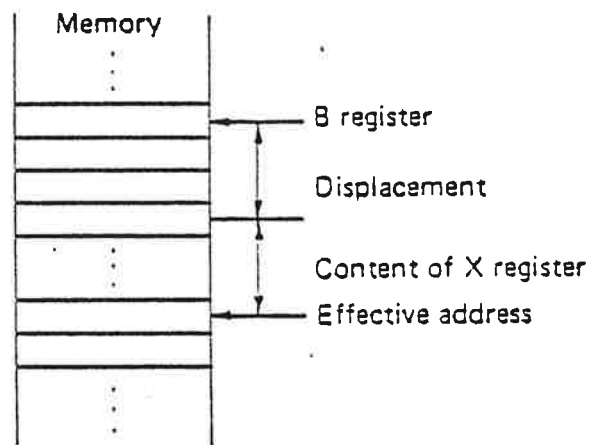 Memory
B register
Displacement
Content of X register
Effective address